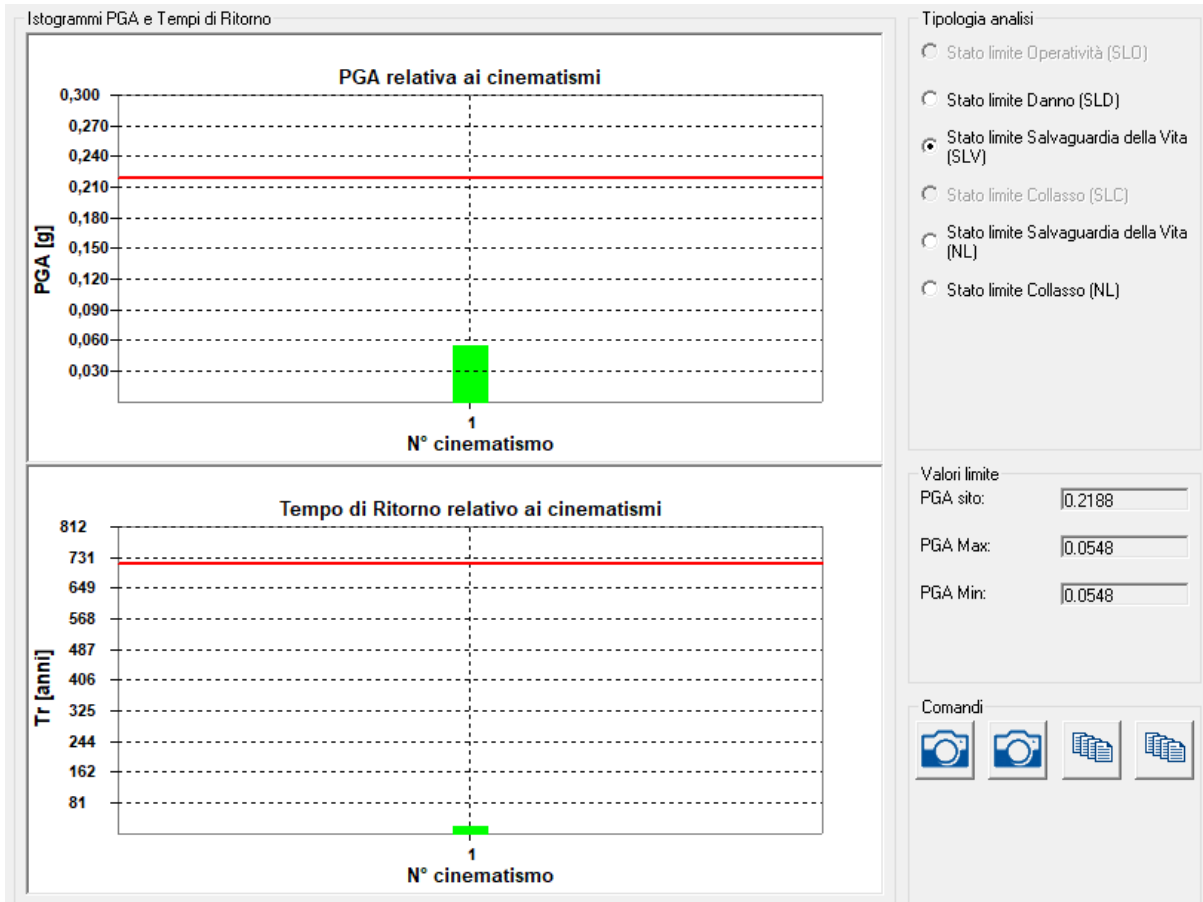 Istogrammi PGA e Tempi di Ritorno
PGA relativa ai cinematismi
0,300
0,270
0,240
0,210
0,180
0,150
0,120
0,090
0,060
0,030
PGA [g]
1
N° cinematismo
Tempo di Ritorno relativo ai cinematismi
812
731
649
568
487
406
325
244
162
81
Tr [anni]
1
N° cinematismo
Tipologia analisi
Stato limite Operatività (SLO)
Stato limite Danno (SLD)
Stato limite Salvaguardia della Vita
(SLV)
Stato limite Collasso (SLC)
Stato limite Salvaguardia della Vita
(NL)
Stato limite Collasso (NL)
Valori limite
PGA sito: 0.2188
PGA Max: 0.0548
PGA Min: 0.0548
Comandi